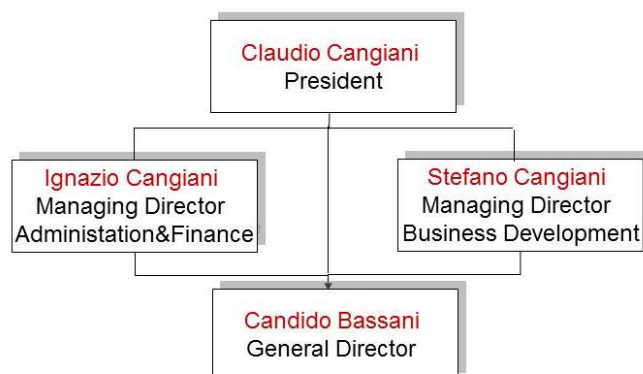 Claudio Cangiani
President
Ignazio Cangiani
Managing Director
Administation&Finance
Stefano Cangiani
Managing Director
Business Development
Candido Bassani
General Director